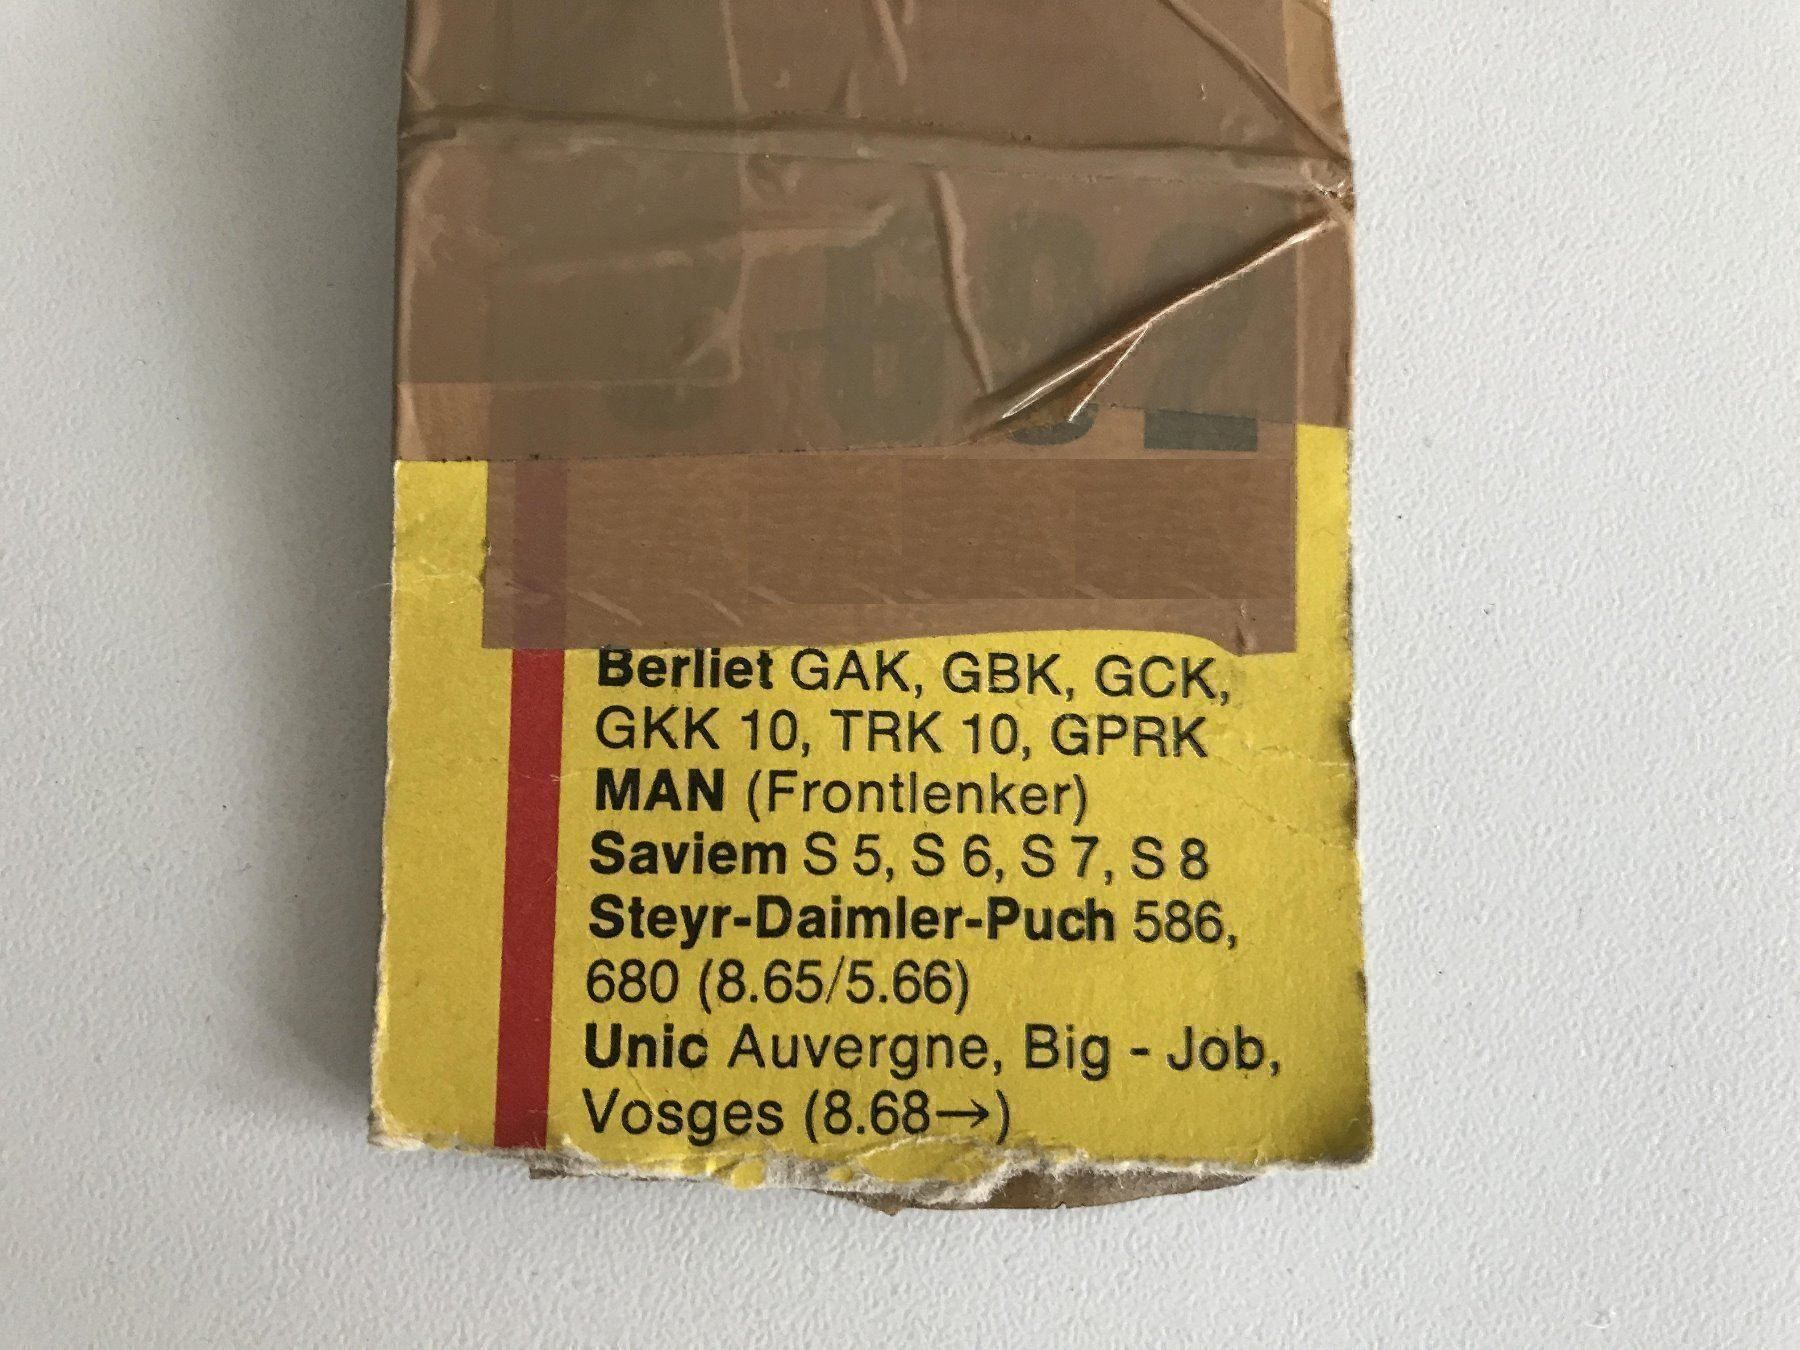 Berliet GAK, GBK, GCK,
GKK 10, TRK 10, GPRK
MAN (Frontlenker)
Saviem S 5, S 6, S 7, S 8
Steyr-Daimler-Puch 586,
680 (8.65/5.66)
Unic Auvergne, Big - Job,
Vosges (8.68→)